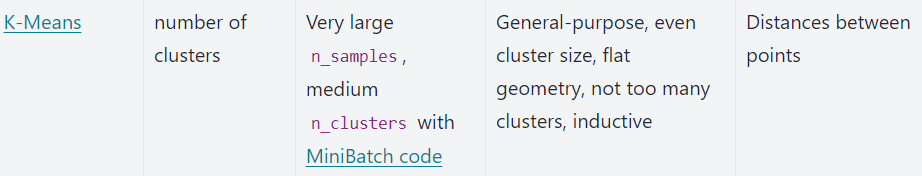 K-Means
number of
clusters
Very large
n_samples,
medium
n_clusters with
MiniBatch code
General-purpose, even
cluster size, flat
geometry, not too many
clusters, inductive
Distances between
points